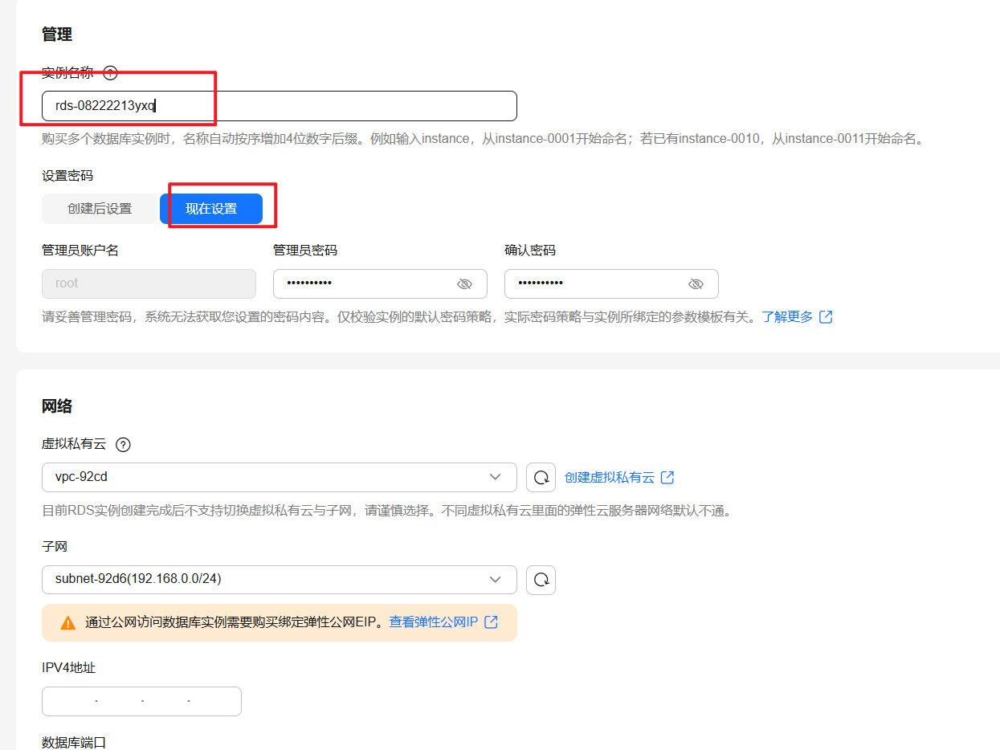 管理
实例名称 ?
rds-08222213yxq
购买多个数据库实例时，名称自动按序增加4位数字后缀。例如输入instance，从instance-0001开始命名；若已有instance-0010，从instance-0011开始命名。
设置密码
创建后设置 现在设置
管理员账户名 管理员密码 确认密码
root •••••••••• ••••••••••
请妥善管理密码，系统无法获取您设置的密码内容。仅校验实例的默认密码策略，实际密码策略与实例所绑定的参数模板有关。了解更多
网络
虚拟私有云 ?
vpc-92cd 创建虚拟私有云
目前RDS实例创建完成后不支持切换虚拟私有云与子网，请谨慎选择。不同虚拟私有云里面的弹性云服务器网络默认不通。
子网
subnet-92d6(192.168.0.0/24)
通过公网访问数据库实例需要购买绑定弹性公网EIP。查看弹性公网IP
IPV4地址
. . .
数据库端口